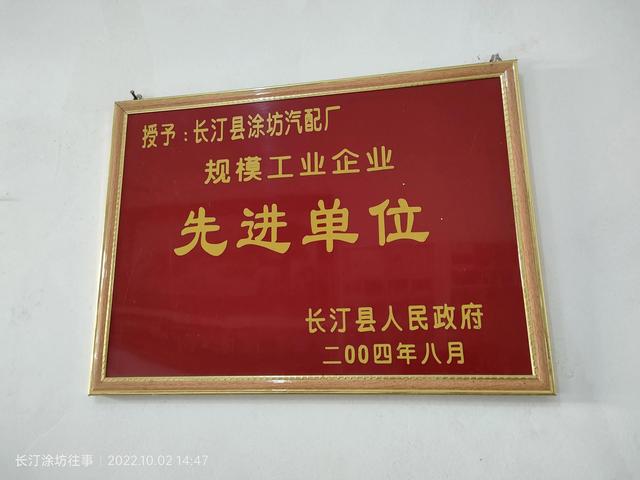 授予：长汀县涂坊汽配厂
规模工业企业
先进单位
长汀县人民政府
二00四年八月
长汀涂坊往事 | 2022.10.02 14:47